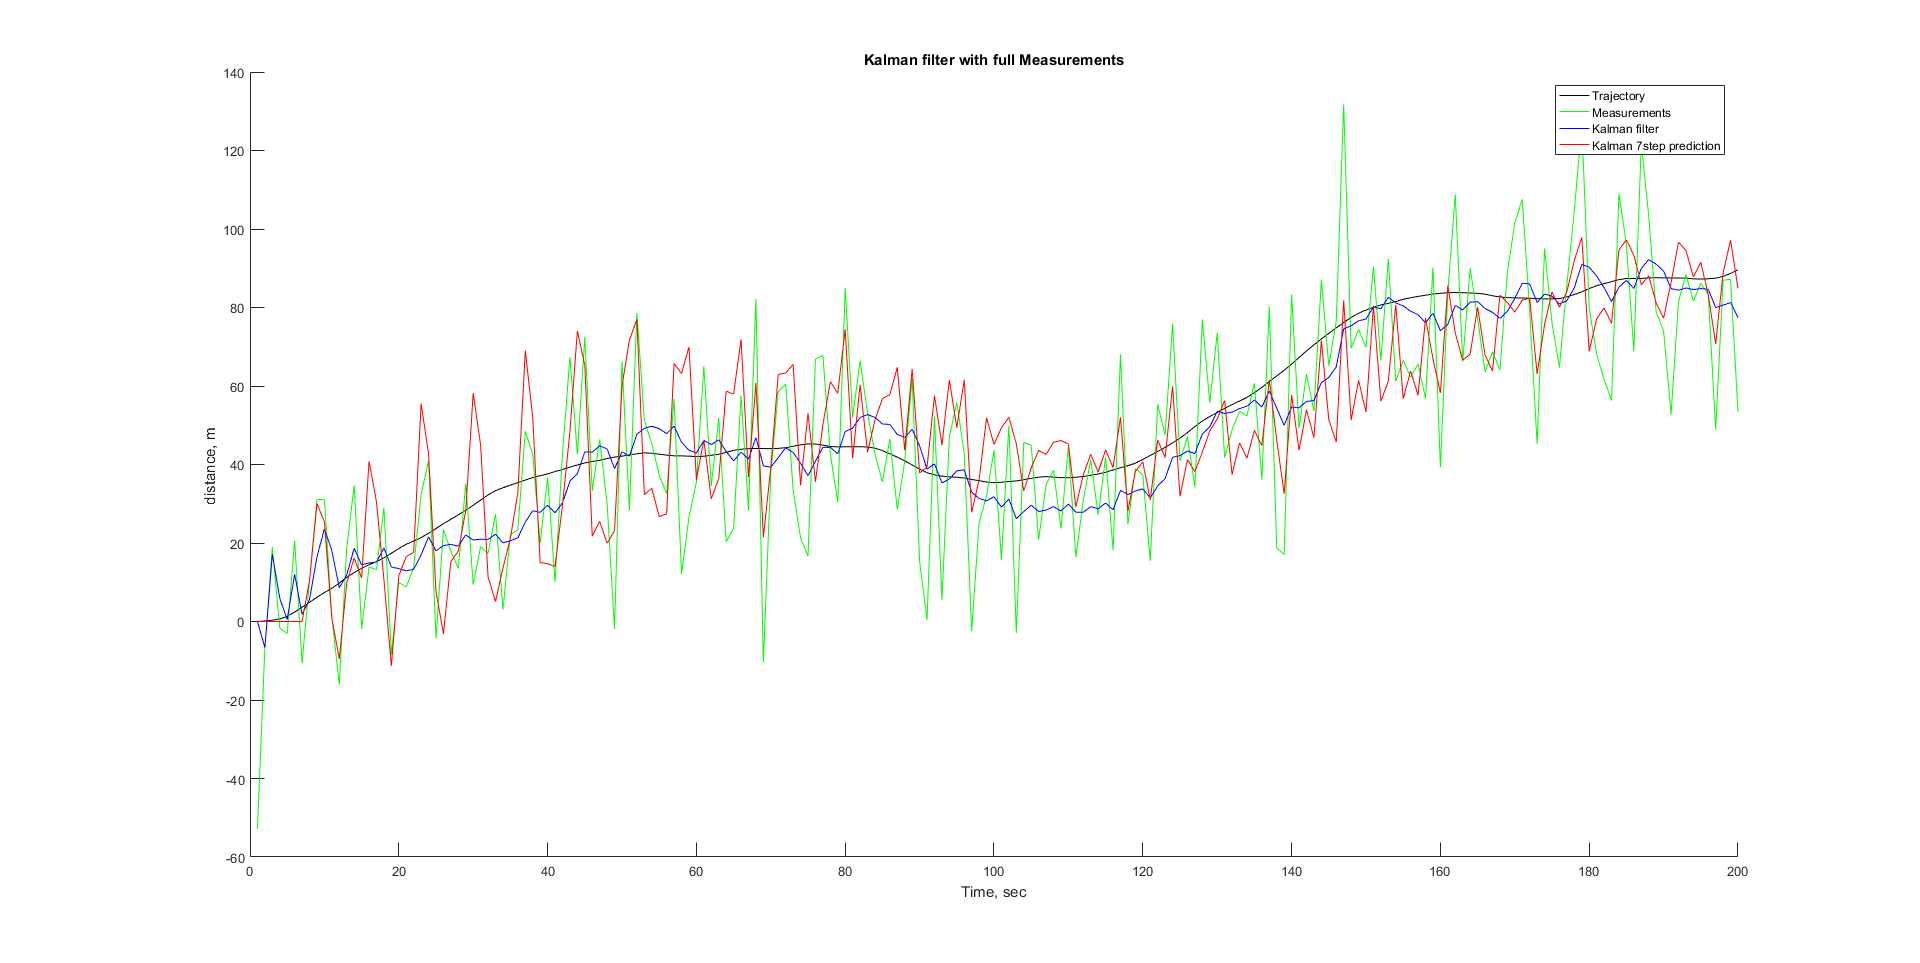 Kalman filter with full Measurements
140
120
100
80
60
40
20
0
-20
-40
-60
distance, m
Trajectory
Measurements
Kalman filter
Kalman 7step prediction
0 20 40 60 80 100 120 140 160 180 200
Time, sec